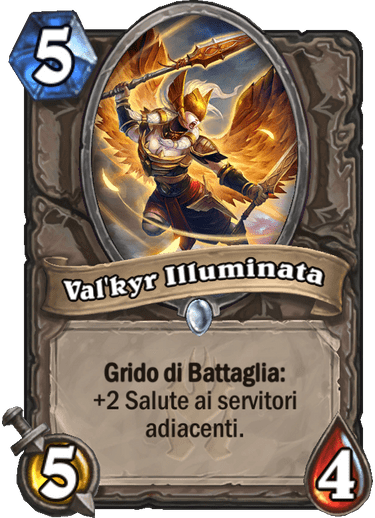 5
Val'kyr Illuminata
Grido di Battaglia:
+2 Salute ai servitori
adiacenti.
5
4